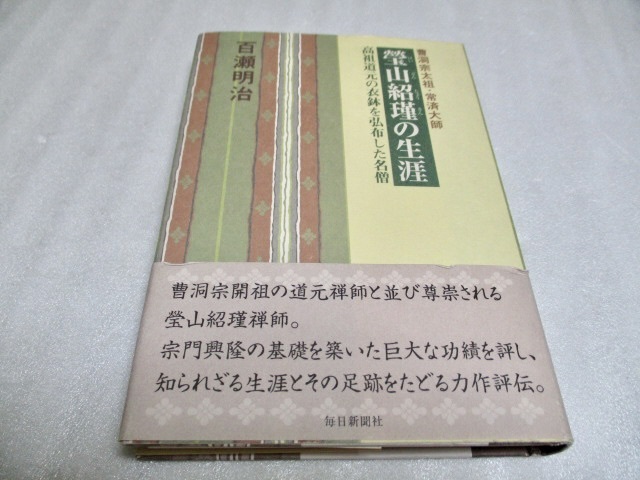 曹洞宗太祖・常済大師
瑩山紹瑾の生涯
高祖道元の衣鉢を弘布した名僧
百瀬明治
曹洞宗開祖の道元禅師と並び尊崇される
瑩山紹瑾禅師。
宗門興隆の基礎を築いた巨大な功績を評し、
知られざる生涯とその足跡をたどる力作評伝。
毎日新聞社